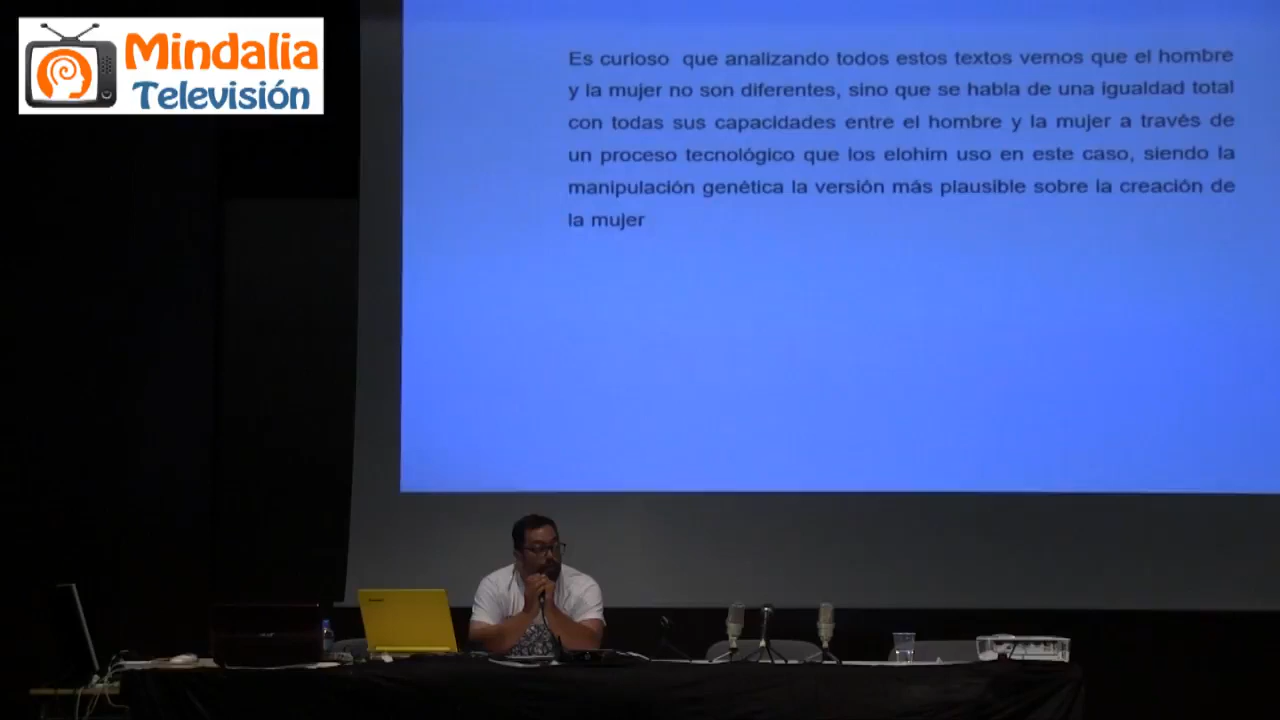 Mindalia
Televisión
Es curioso que analizando todos estos textos vemos que el hombre
y la mujer no son diferentes, sino que se habla de una igualdad total
con todas sus capacidades entre el hombre y la mujer a través de
un proceso tecnológico que los elohim uso en este caso, siendo la
manipulación genética la versión más plausible sobre la creación de
la mujer